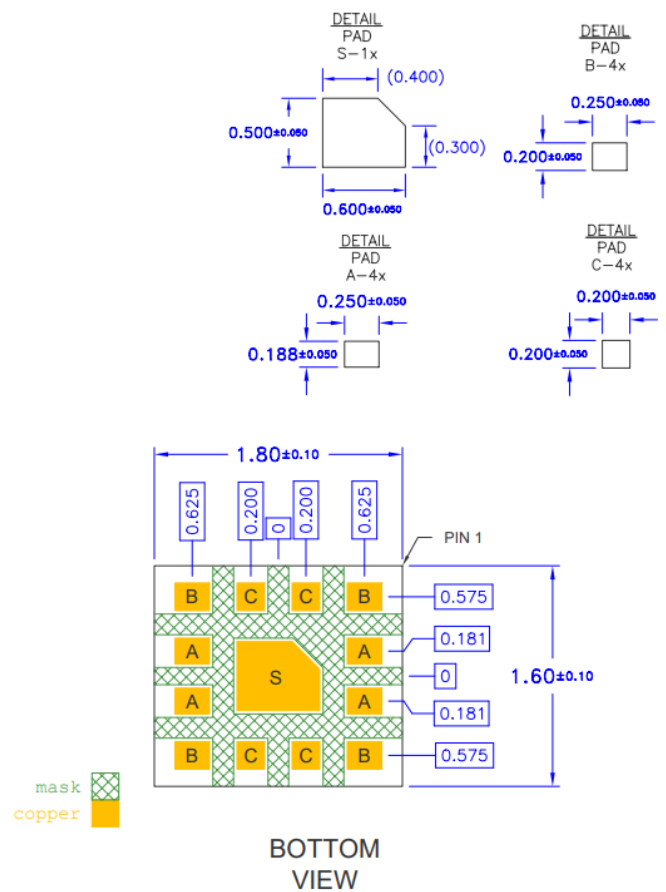 DETAIL
PAD
S-1x
(0.400)
0.500±0.050
(0.300)
0.600±0.050
DETAIL
PAD
B-4x
0.250±0.050
0.200±0.050
DETAIL
PAD
A-4x
0.250±0.050
0.188±0.050
DETAIL
PAD
C-4x
0.200±0.050
0.200±0.050
1.80±0.10
0.625
0.200
0
0.200
0.625
PIN 1
B C C B
0.575
A A
0.181
S
0
1.60±0.10
A A
0.181
B C C B
0.575
mask
copper
BOTTOM
VIEW